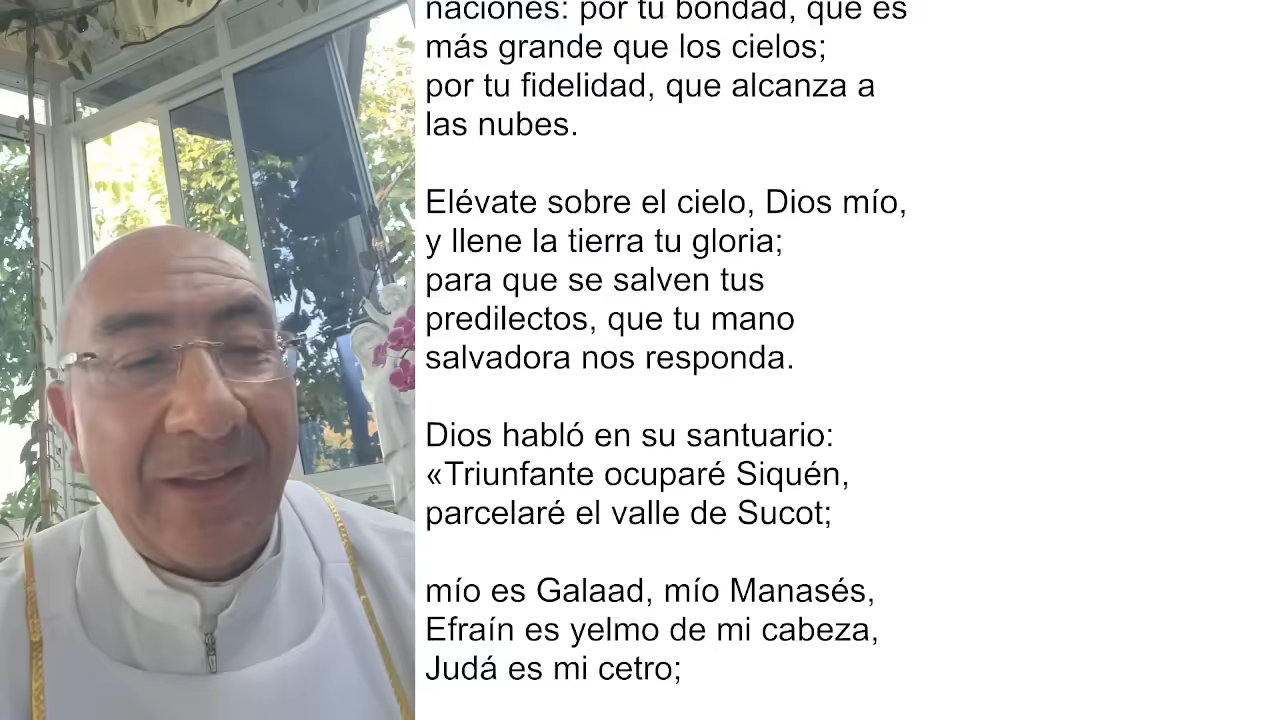 naciones: por tu bondad, que es
más grande que los cielos;
por tu fidelidad, que alcanza a
las nubes.
Elévate sobre el cielo, Dios mío,
y llene la tierra tu gloria;
para que se salven tus
predilectos, que tu mano
salvadora nos responda.
Dios habló en su santuario:
«Triunfante ocuparé Siquén,
parcelaré el valle de Sucot;
mío es Galaad, mío Manasés,
Efraín es yelmo de mi cabeza,
Judá es mi cetro;